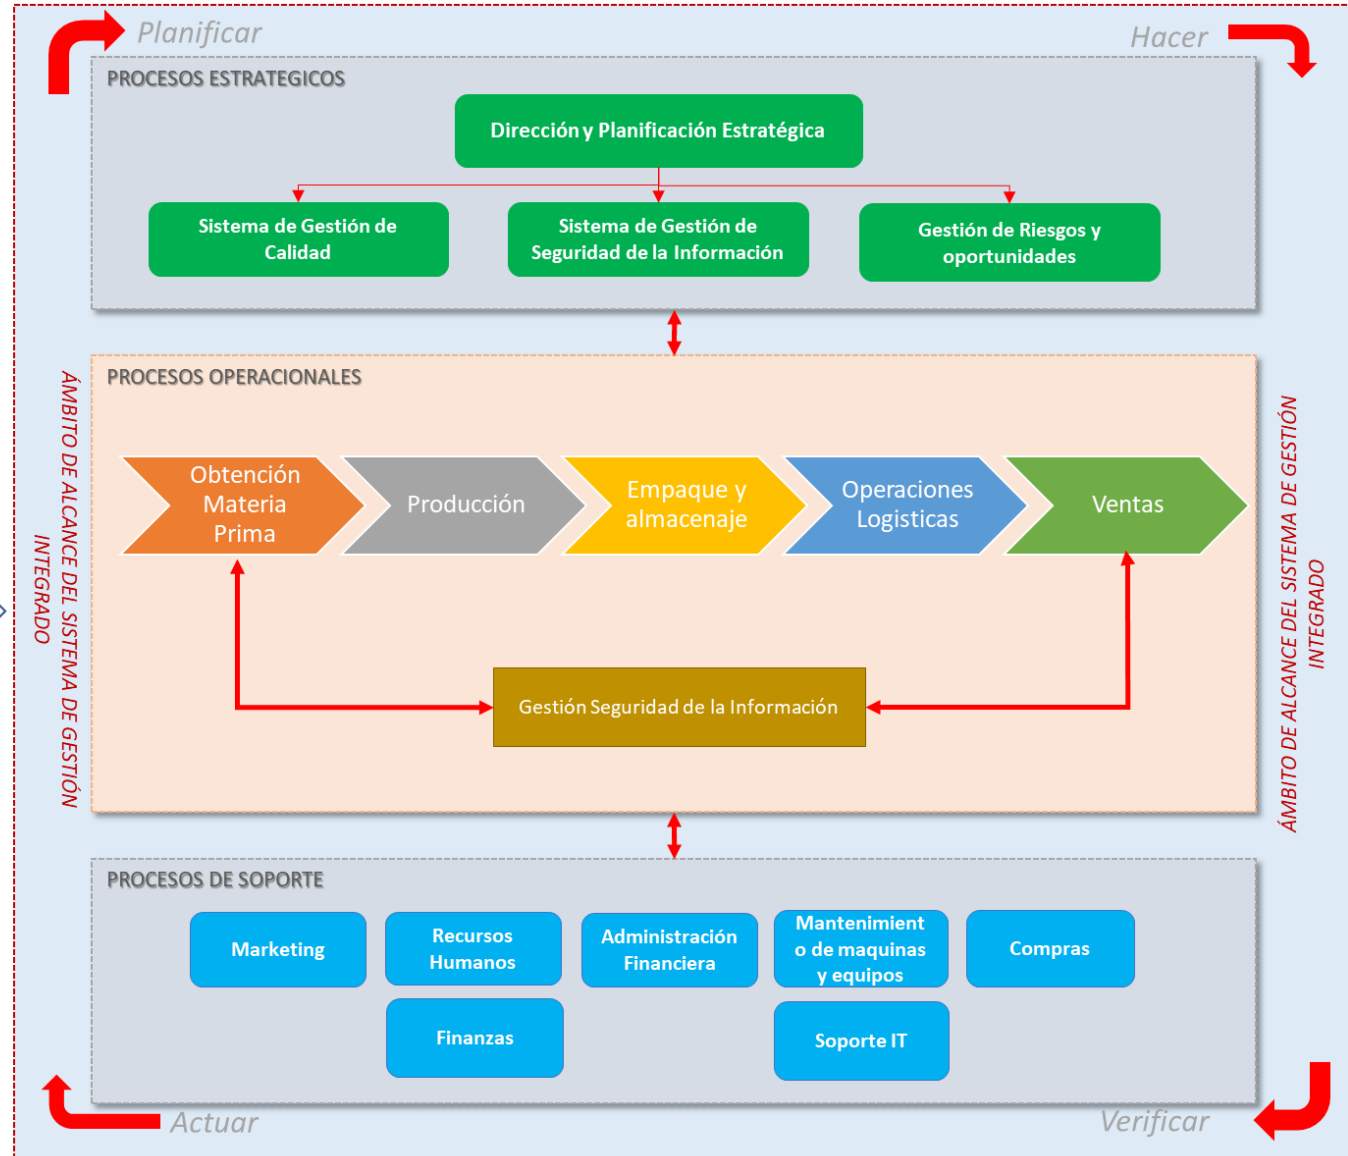 Planificar
Hacer
PROCESOS ESTRATEGICOS
Dirección y Planificación Estratégica
Sistema de Gestión de
Calidad
Sistema de Gestión de
Seguridad de la Información
Gestión de Riesgos y
oportunidades
ÁMBITO DE ALCANCE DEL SISTEMA DE GESTIÓN
INTEGRADO
PROCESOS OPERACIONALES
Obtención
Materia
Prima
Producción
Empaque y
almacenaje
Operaciones
Logisticas
Ventas
Gestión Seguridad de la Información
ÁMBITO DE ALCANCE DEL SISTEMA DE GESTIÓN
INTEGRADO
PROCESOS DE SOPORTE
Marketing
Recursos
Humanos
Administración
Financiera
Mantenimient
o de maquinas
y equipos
Compras
Finanzas
Soporte IT
Actuar
Verificar